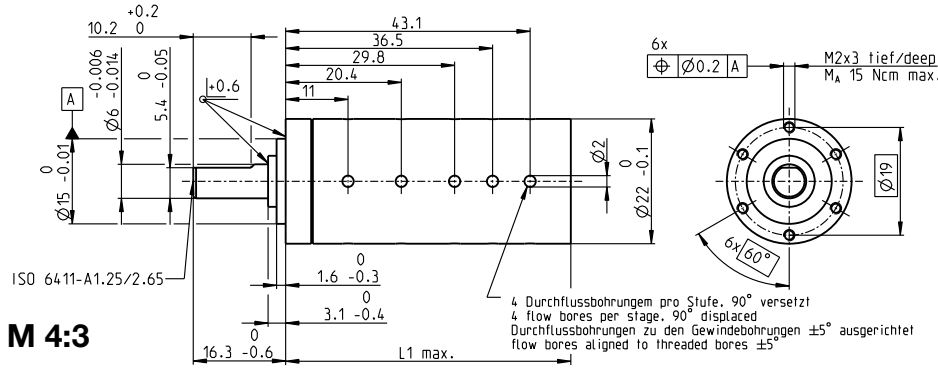 +0.2
10.2 0
43.1
36.5
29.8
20.4
11
+0.6
A
Ø6 -0.006 -0.014
5.4 0 -0.05
Ø15 0 -0.01
Ø2
Ø22 0 -0.1
6x
⌖ Ø0.2 A
M2x3 tief/deep
MA 15 Ncm max.
Ø19
6x 60°
ISO 6411-A1.25/2.65
0
1.6 -0.3
0
3.1 -0.4
0
16.3 -0.6
L1 max.
4 Durchflussbohrungem pro Stufe, 90° versetzt
4 flow bores per stage, 90° displaced
Durchflussbohrungen zu den Gewindebohrungen ±5° ausgerichtet
flow bores aligned to threaded bores ±5°
M 4:3